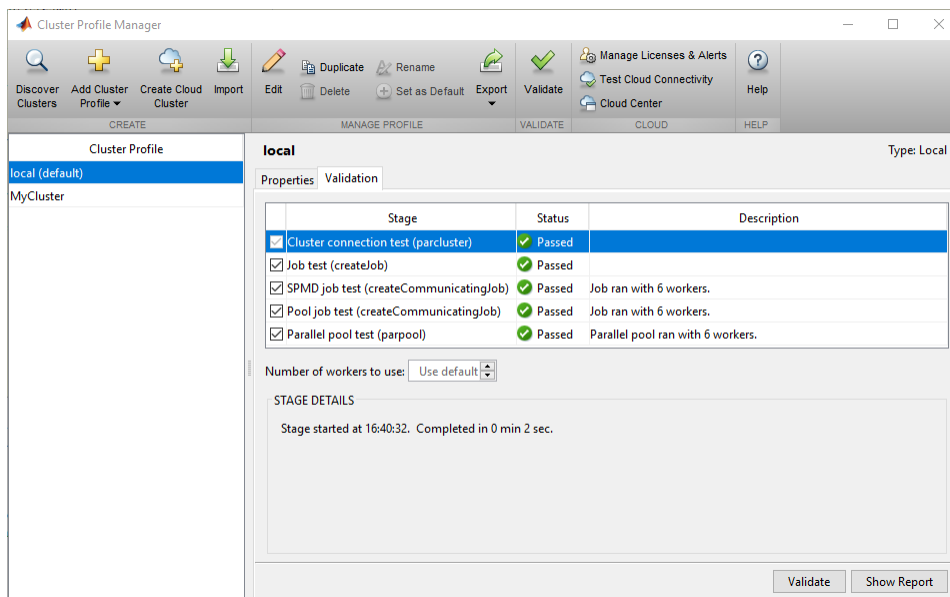 Cluster Profile Manager
Discover Clusters
Add Cluster Profile
Create Cloud Cluster
Import
CREATE
Edit
Duplicate
Delete
Rename
Set as Default
Export
MANAGE PROFILE
Validate
VALIDATE
Manage Licenses & Alerts
Test Cloud Connectivity
Cloud Center
CLOUD
Help
HELP
Cluster Profile
local (default)
MyCluster
local
Type: Local
Properties
Validation
Stage Status Description
Cluster connection test (parcluster) Passed
Job test (createJob) Passed
SPMD job test (createCommunicatingJob) Passed Job ran with 6 workers.
Pool job test (createCommunicatingJob) Passed Job ran with 6 workers.
Parallel pool test (parpool) Passed Parallel pool ran with 6 workers.
Number of workers to use: Use default
STAGE DETAILS
Stage started at 16:40:32. Completed in 0 min 2 sec.
Validate
Show Report